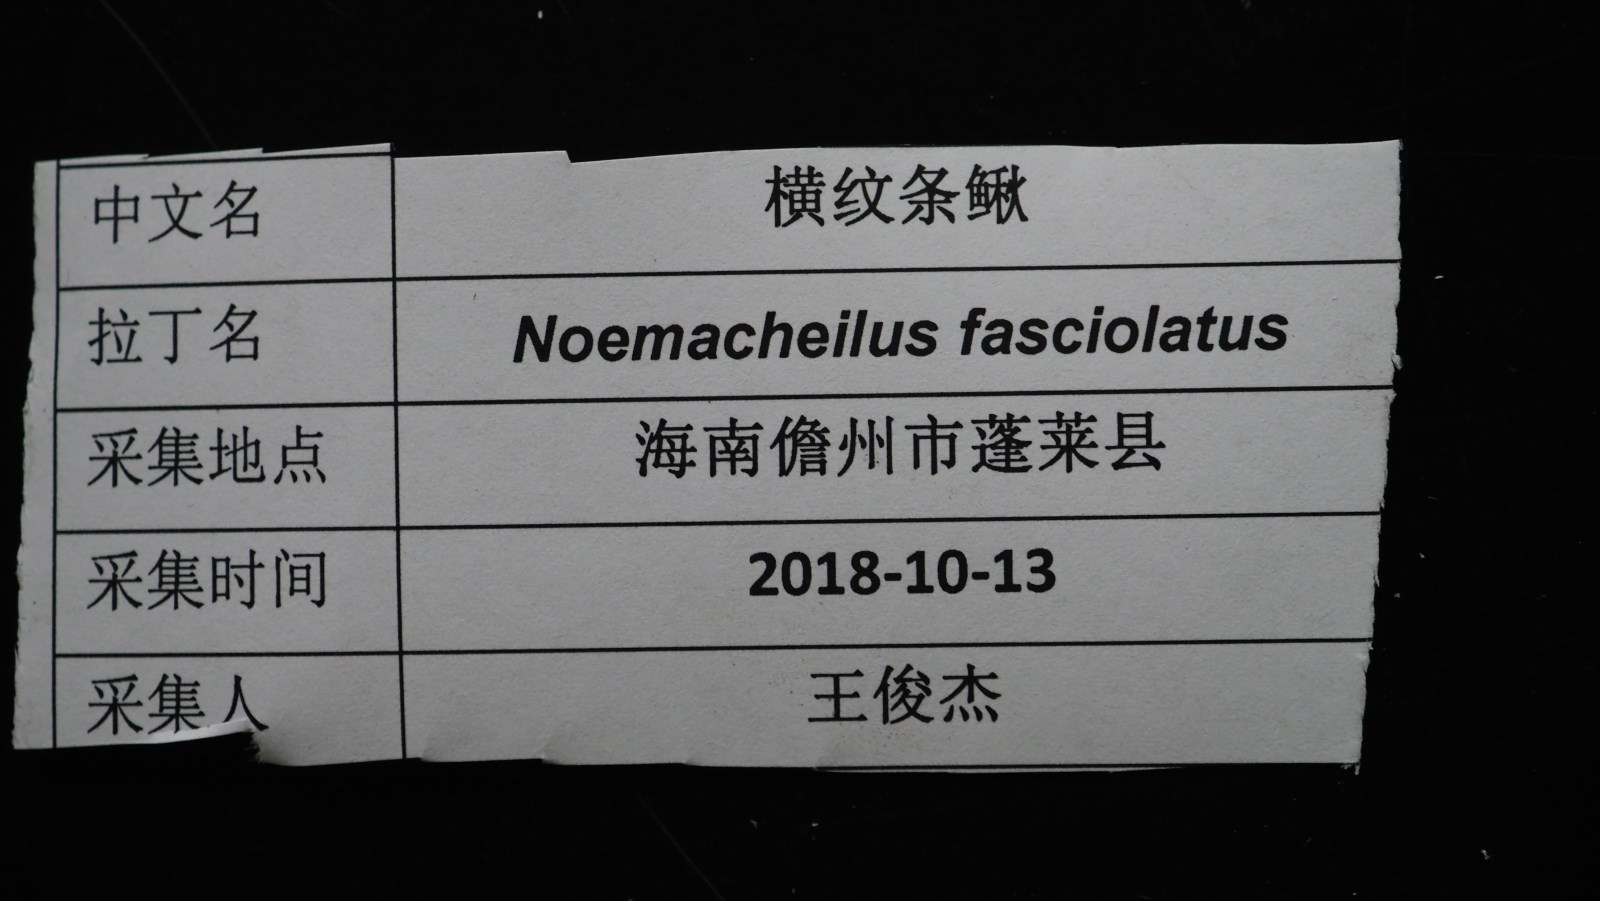 中文名 横纹条鳅
拉丁名 Noemacheilus fasciolatus
采集地点 海南儋州市蓬莱县
采集时间 2018-10-13
采集人 王俊杰